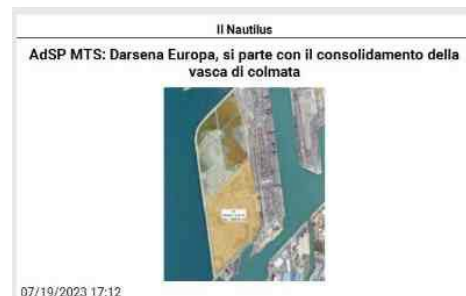 Il Nautilus
AdSP MTS: Darsena Europa, si parte con il consolidamento della
vasca di colmata
07/19/2023 17:12